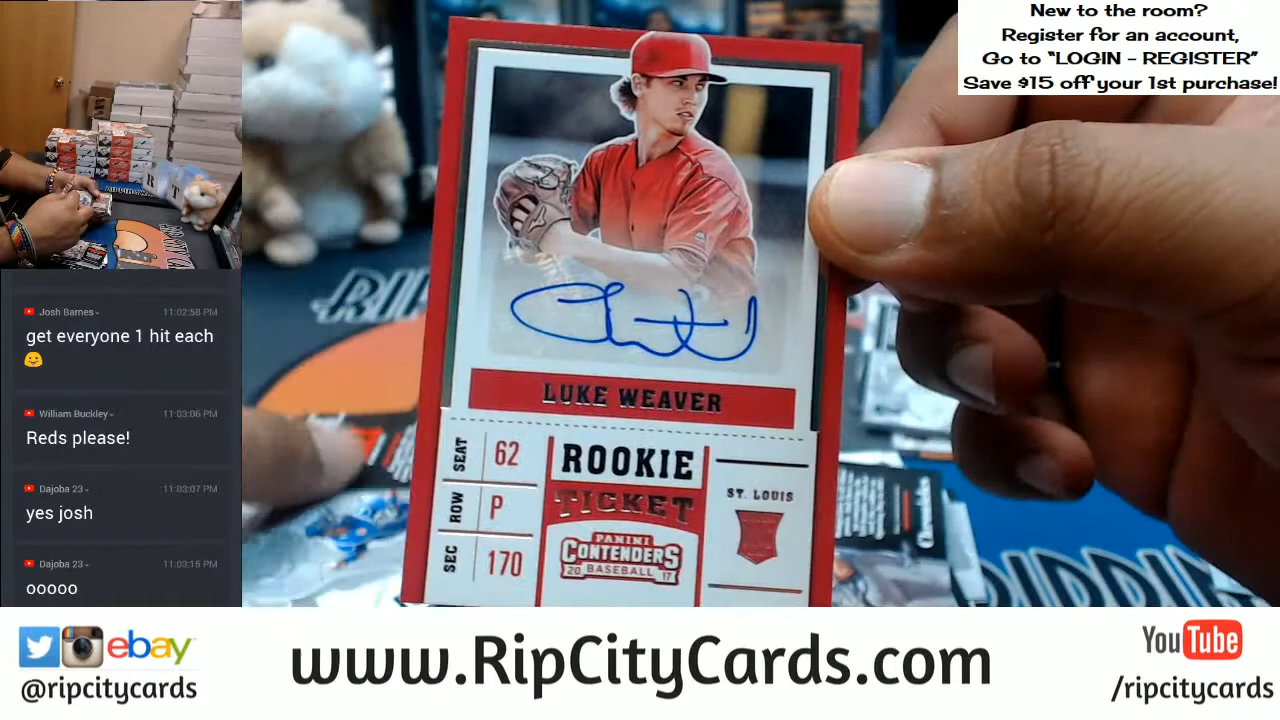 New to the room?
Register for an account,
Go to “LOGIN - REGISTER”
Save $15 off your 1st purchase!
Josh Barnes
11:02:58 PM
get everyone 1 hit each
🙂
William Buckley
11:03:06 PM
Reds please!
Dajoba 23
11:03:07 PM
yes josh
Dajoba 23
11:03:15 PM
ooooo
LUKE WEAVER
SEAT 62
ROW P
SEC 170
ROOKIE
TICKET
PANINI
CONTENDERS
2017 BASEBALL
ST. LOUIS
ebay
@ripcitycards
www.RipCityCards.com
YouTube
/ripcitycards